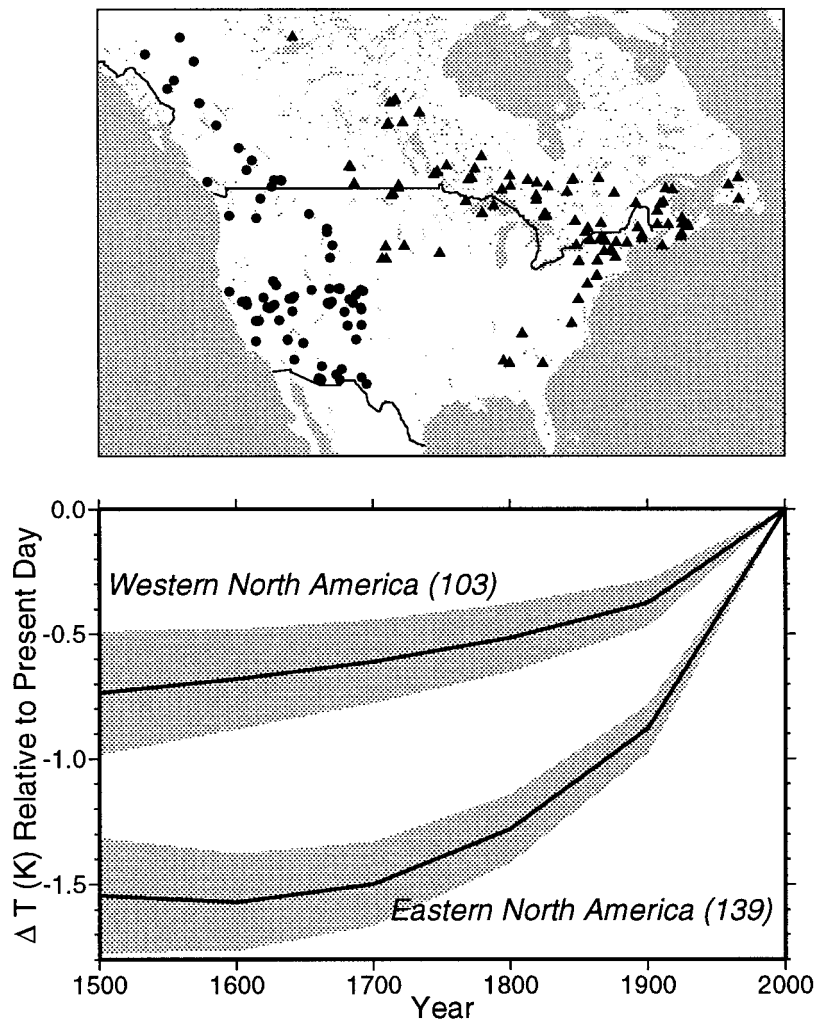 0.0
Western North America (103)
-0.5
-1.0
-1.5
Eastern North America (139)
Δ T (K) Relative to Present Day
1500 1600 1700 1800 1900 2000
Year